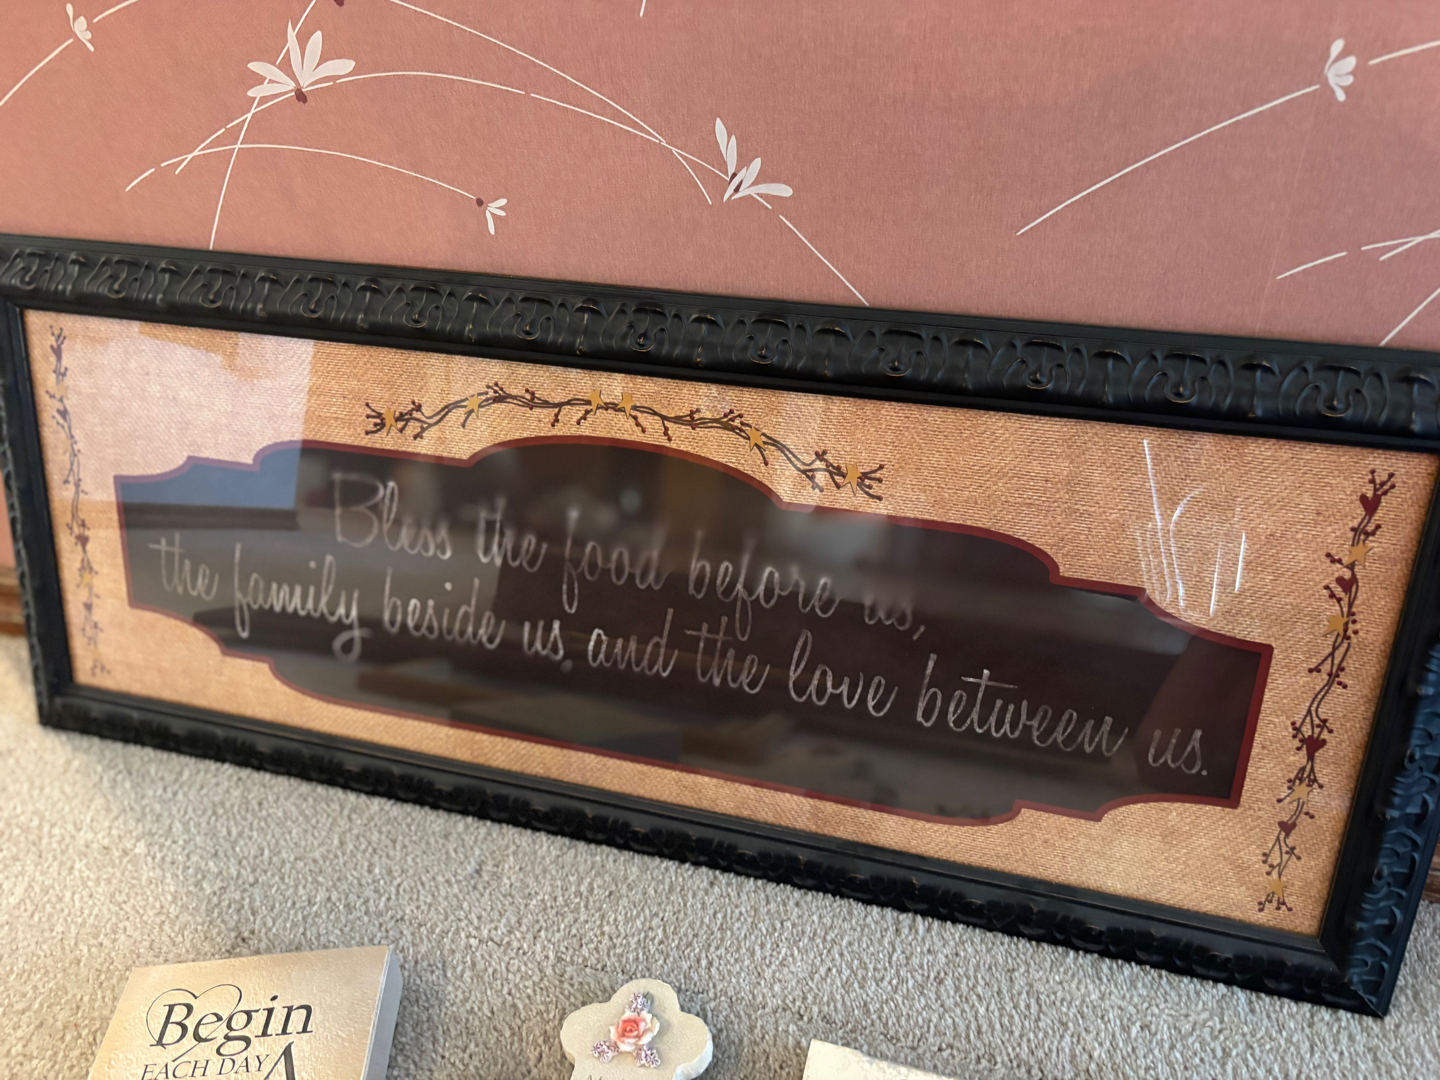 Bless the food before us,
the family beside us, and the love between us.
Begin
EACH DAY